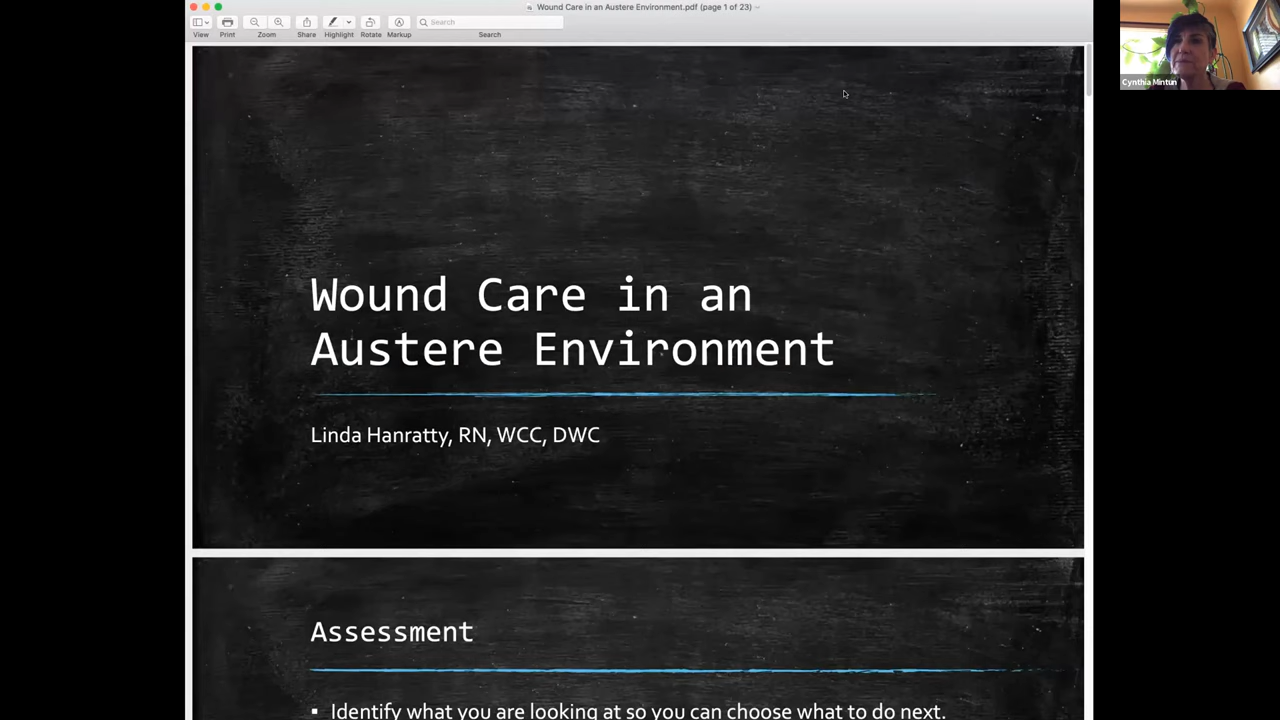 Wound Care in an Austere Environment.pdf (page 1 of 23)
View
Print
Zoom
Share
Highlight
Rotate
Markup
Search
Search
Cynthia Mintun
Wound Care in an
Austere Environment
Linda Hanratty, RN, WCC, DWC
Assessment
▪ Identify what you are looking at so you can choose what to do next.